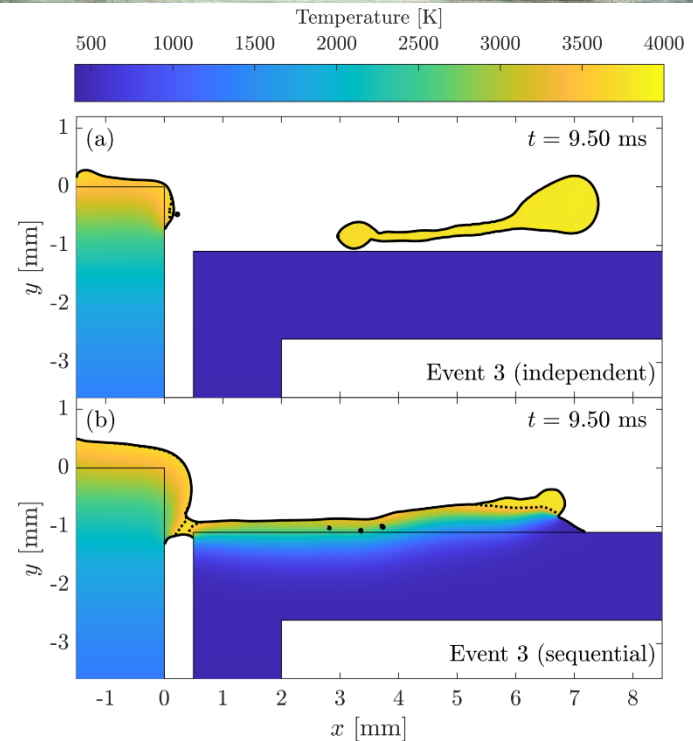 Temperature [K]
500 1000 1500 2000 2500 3000 3500 4000
(a) t = 9.50 ms
1
0
-1
-2
-3
y [mm]
Event 3 (independent)
(b) t = 9.50 ms
1
0
-1
-2
-3
y [mm]
Event 3 (sequential)
-1 0 1 2 3 4 5 6 7 8
x [mm]